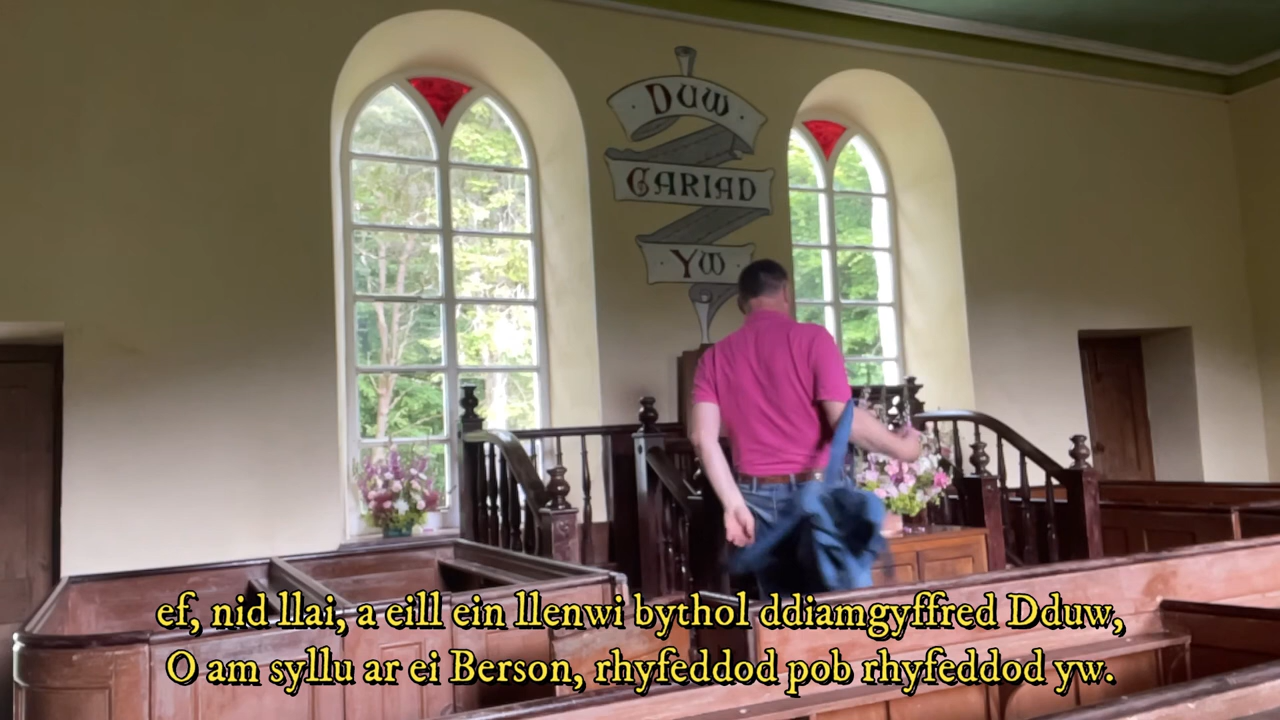 DUW
CARIAD
YW
ef, nid llai, a eill ein llenwi bythol ddiamgyffred Dduw,
O am syllu ar ei Berson, rhyfeddod pob rhyfeddod yw.